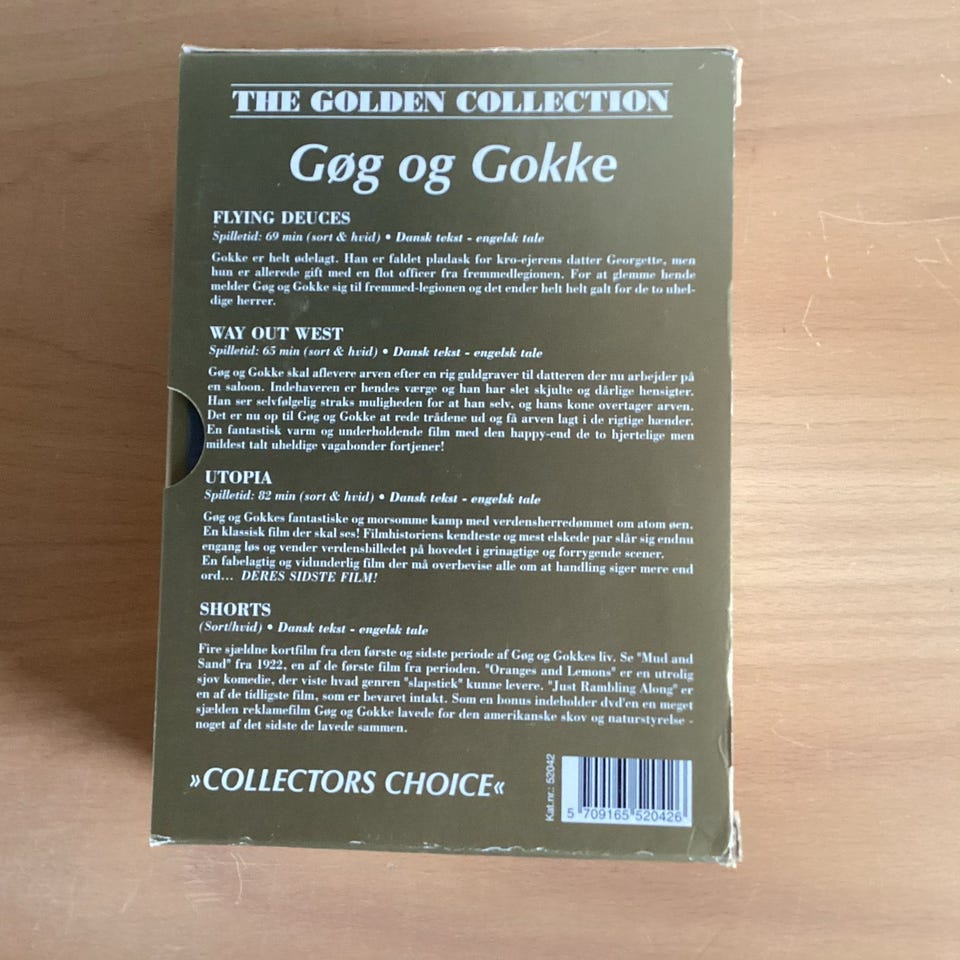 THE GOLDEN COLLECTION
Gøg og Gokke
FLYING DEUCES
Spilletid: 69 min (sort & hvid) • Dansk tekst - engelsk tale
Gokke er helt ødelagt. Han er faldet pladask for kro-ejerens datter Georgette, men
hun er allerede gift med en flot officer fra fremmedlegionen. For at glemme hende
melder Gøg og Gokke sig til fremmed-legionen og det ender helt helt galt for de to uhel-
dige herrer.
WAY OUT WEST
Spilletid: 65 min (sort & hvid) • Dansk tekst - engelsk tale
Gøg og Gokke skal aflevere arven efter en rig guldgraver til datteren der nu arbejder på
en saloon. Indehaveren er hendes værge og han har slet skjulte og dårlige hensigter.
Han ser selvfølgelig straks muligheden for at han selv, og hans kone overtager arven.
Det er nu op til Gøg og Gokke at rede trådene ud og få arven lagt i de rigtige hænder.
En fantastisk varm og underholdende film med den happy-end de to hjertelige men
mildest talt uheldige vagabonder fortjener!
UTOPIA
Spilletid: 82 min (sort & hvid) • Dansk tekst - engelsk tale
Gøg og Gokkes fantastiske og morsomme kamp med verdensherredømmet om atom øen.
En klassisk film der skal ses! Filmhistoriens kendteste og mest elskede par slår sig endnu
engang løs og vender verdensbilledet på hovedet i grinagtige og forrygende scener.
En fabelagtig og vidunderlig film der må overbevise alle om at handling siger mere end
ord... DERES SIDSTE FILM!
SHORTS
(Sort/hvid) • Dansk tekst - engelsk tale
Fire sjældne kortfilm fra den første og sidste periode af Gøg og Gokkes liv. Se "Mud and
Sand" fra 1922, en af de første film fra perioden. "Oranges and Lemons" er en utrolig
sjov komedie, der viste hvad genren "slapstick" kunne levere. "Just Rambling Along" er
en af de tidligste film, som er bevaret intakt. Som en bonus indeholder dvd'en en meget
sjælden reklamefilm Gøg og Gokke lavede for den amerikanske skov og naturstyrelse -
noget af det sidste de lavede sammen.
»COLLECTORS CHOICE«
Kat.nr.: 52042
5 709165 520426